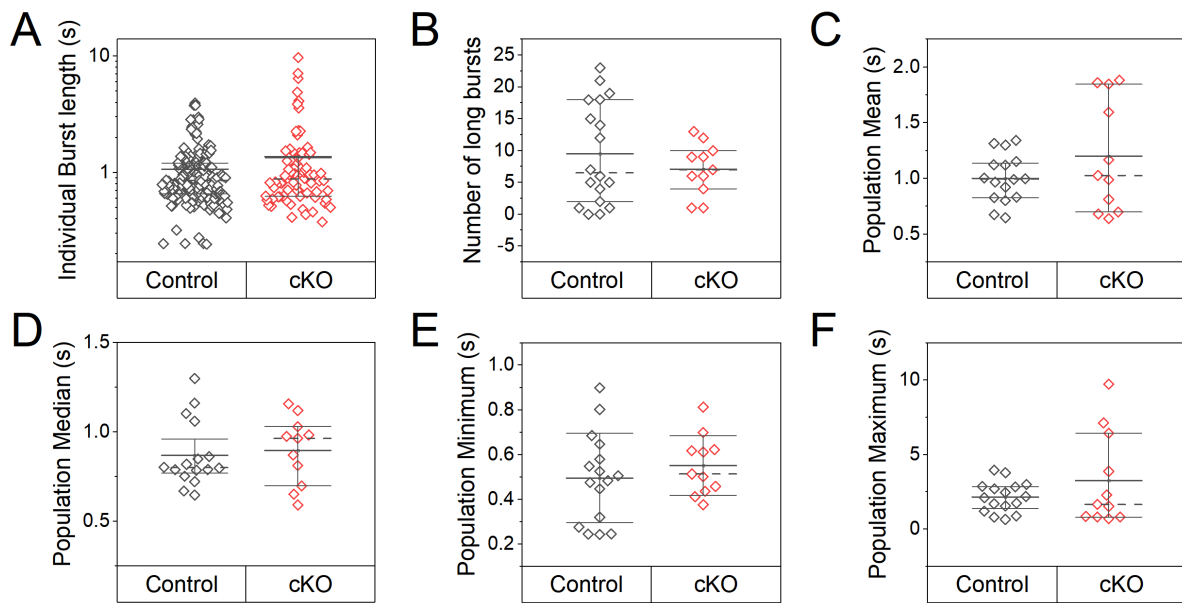 A
Individual Burst length (s)
10
1
Control
cKO
B
Number of long bursts
25
20
15
10
5
0
-5
Control
cKO
C
Population Mean (s)
2.0
1.5
1.0
0.5
Control
cKO
D
Population Median (s)
1.5
1.0
0.5
Control
cKO
E
Population Minimum (s)
1.0
0.8
0.6
0.4
0.2
Control
cKO
F
Population Maximum (s)
10
5
0
Control
cKO